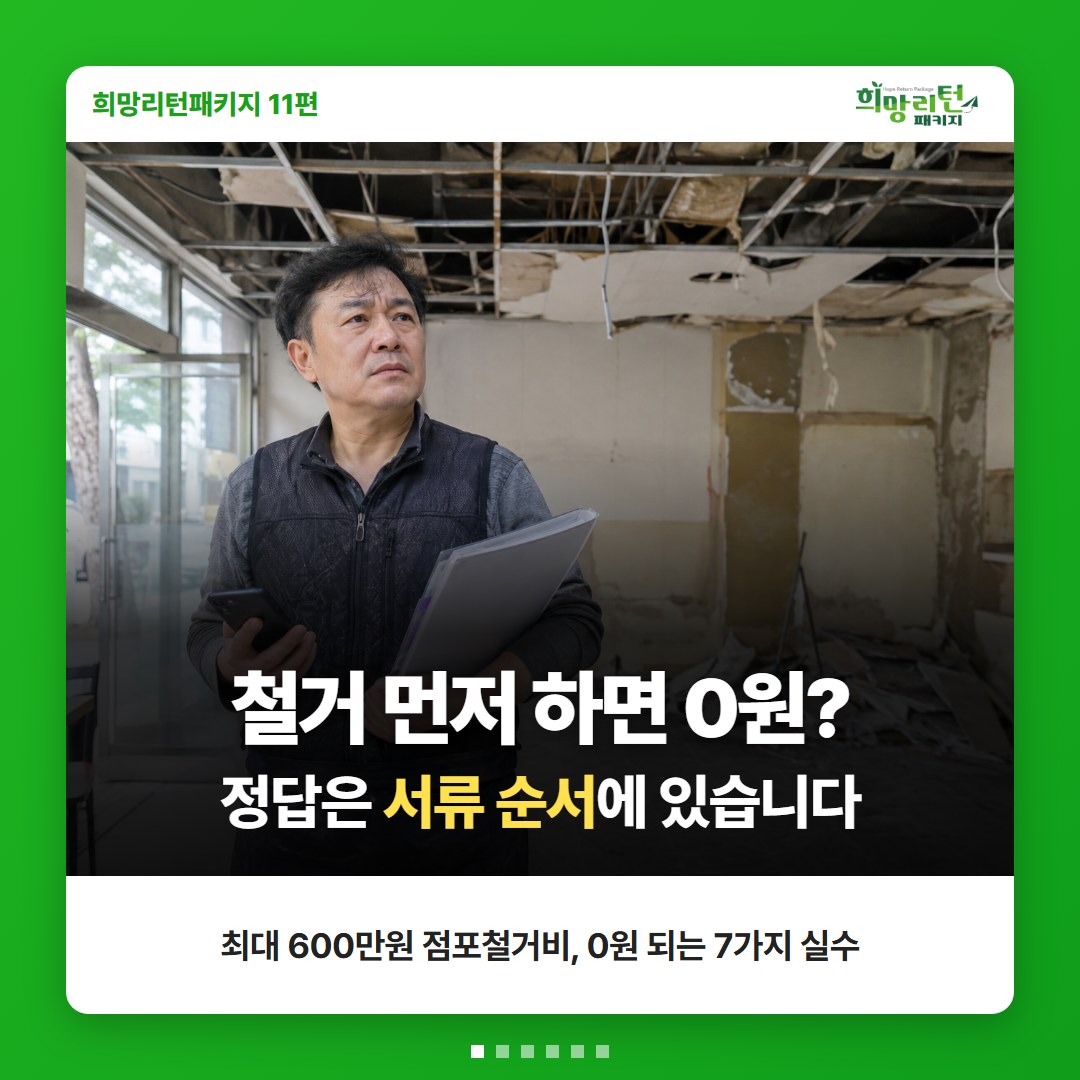 희망리턴패키지 11편
Hope Return Package
희망리턴
패키지
철거 먼저 하면 0원?
정답은 서류 순서에 있습니다
최대 600만원 점포철거비, 0원 되는 7가지 실수